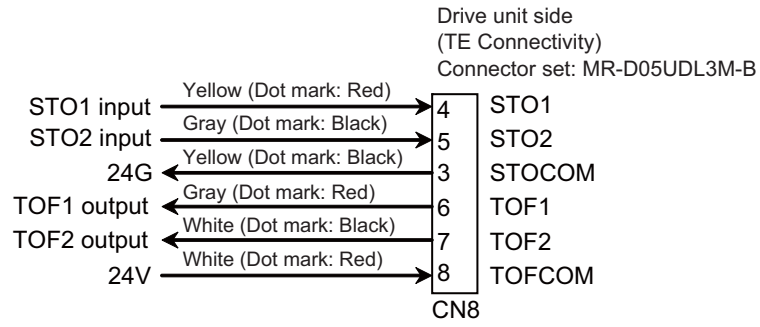 Drive unit side
(TE Connectivity)
Connector set: MR-D05UDL3M-B
STO1 input Yellow (Dot mark: Red) 4 STO1
STO2 input Gray (Dot mark: Black) 5 STO2
24G Yellow (Dot mark: Black) 3 STOCOM
TOF1 output Gray (Dot mark: Red) 6 TOF1
TOF2 output White (Dot mark: Black) 7 TOF2
24V White (Dot mark: Red) 8 TOFCOM
CN8